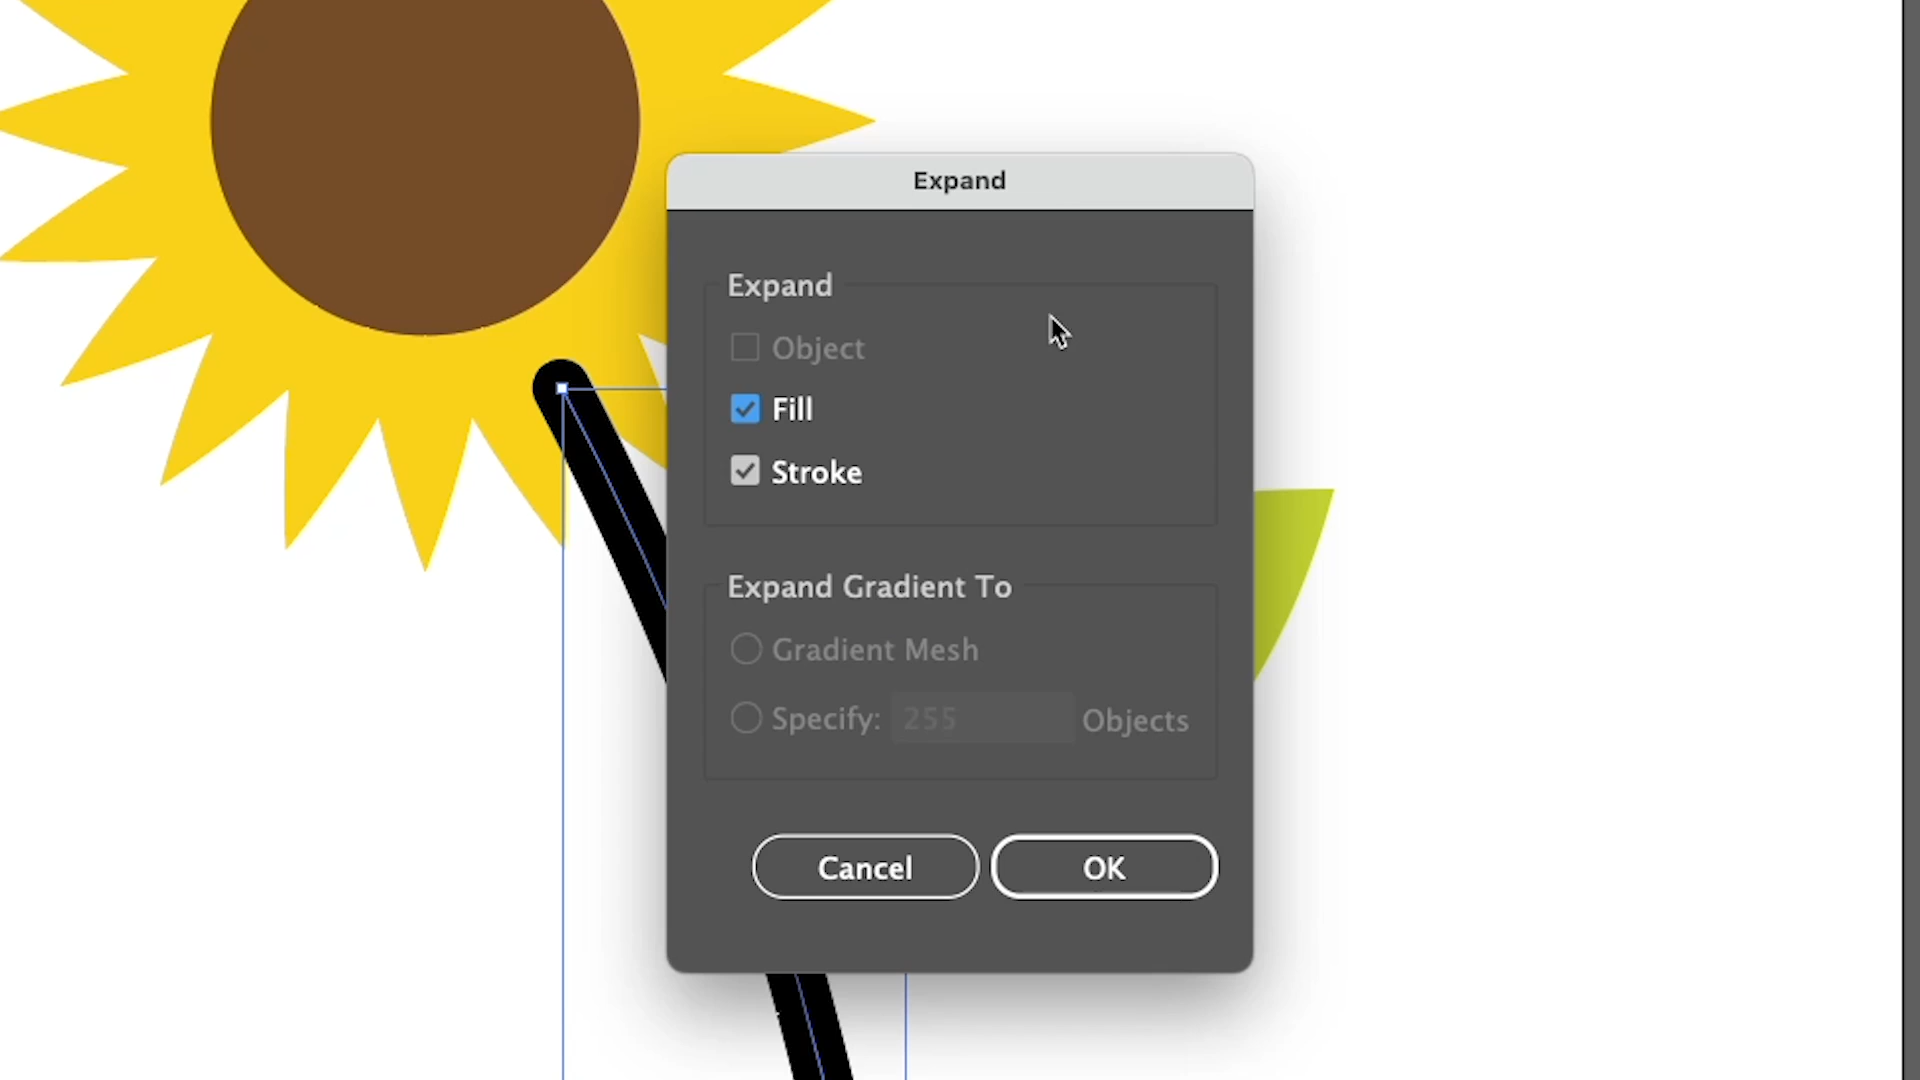 Expand
Expand
Object
Fill
Stroke
Expand Gradient To
Gradient Mesh
Specify: 255 Objects
Cancel OK